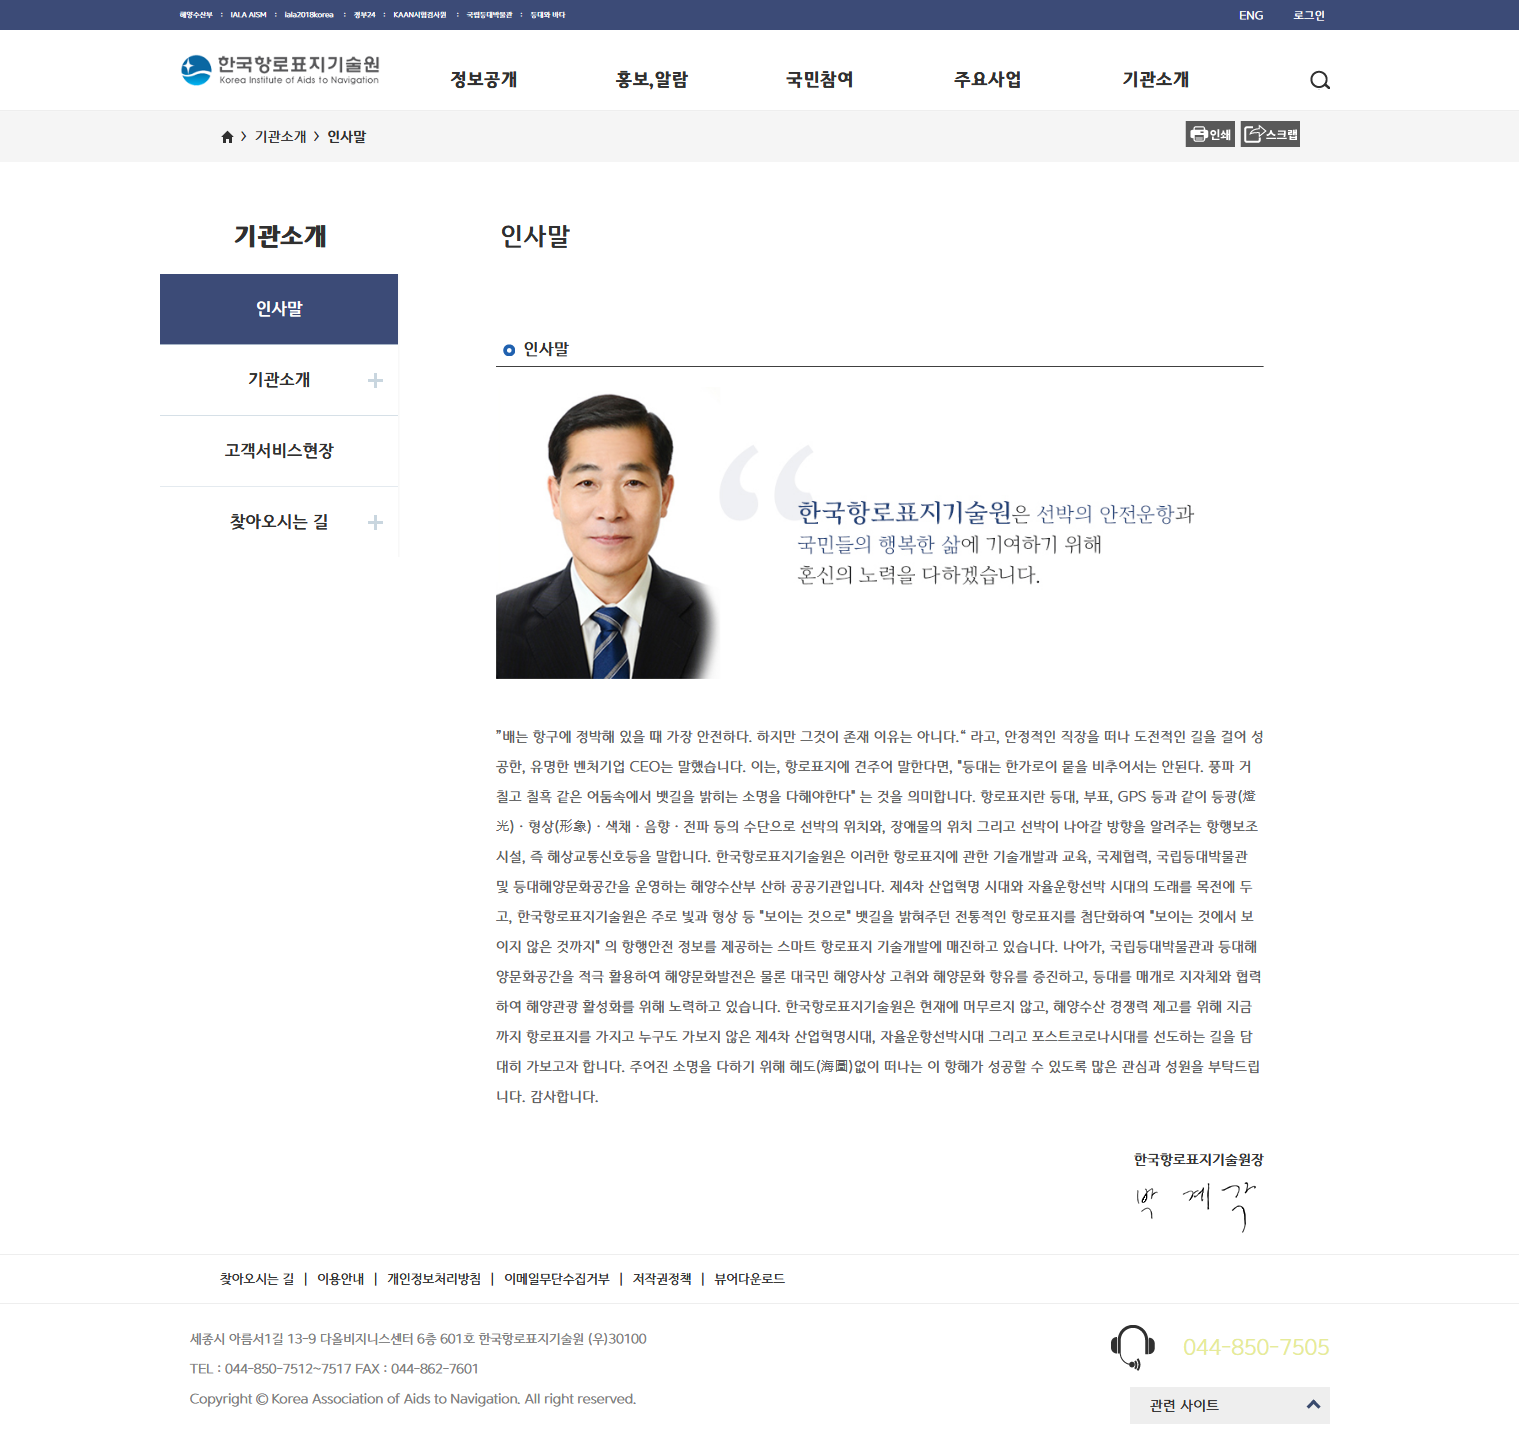 해양수산부 : IALA AISM : iala2018korea : 정부24 : KAAN시험검사원 : 국립등대박물관 : 등대와 바다
ENG 로그인
한국항로표지기술원
Korea Institute of Aids to Navigation
정보공개 홍보,알람 국민참여 주요사업 기관소개
기관소개 > 인사말
인쇄 스크랩
기관소개
인사말
기관소개
고객서비스헌장
찾아오시는 길
인사말
인사말
“
한국항로표지기술원은 선박의 안전운항과
국민들의 행복한 삶에 기여하기 위해
혼신의 노력을 다하겠습니다.
”배는 항구에 정박해 있을 때 가장 안전하다. 하지만 그것이 존재 이유는 아니다.“ 라고, 안정적인 직장을 떠나 도전적인 길을 걸어 성
공한, 유명한 벤처기업 CEO는 말했습니다. 이는, 항로표지에 견주어 말한다면, "등대는 한가로이 뭍을 비추어서는 안된다. 풍파 거
칠고 칠흑 같은 어둠속에서 뱃길을 밝히는 소명을 다해야한다" 는 것을 의미합니다. 항로표지란 등대, 부표, GPS 등과 같이 등광(燈
光)ㆍ형상(形象)ㆍ색채ㆍ음향ㆍ전파 등의 수단으로 선박의 위치와, 장애물의 위치 그리고 선박이 나아갈 방향을 알려주는 항행보조
시설, 즉 해상교통신호등을 말합니다. 한국항로표지기술원은 이러한 항로표지에 관한 기술개발과 교육, 국제협력, 국립등대박물관
및 등대해양문화공간을 운영하는 해양수산부 산하 공공기관입니다. 제4차 산업혁명 시대와 자율운항선박 시대의 도래를 목전에 두
고, 한국항로표지기술원은 주로 빛과 형상 등 "보이는 것으로" 뱃길을 밝혀주던 전통적인 항로표지를 첨단화하여 "보이는 것에서 보
이지 않은 것까지" 의 항행안전 정보를 제공하는 스마트 항로표지 기술개발에 매진하고 있습니다. 나아가, 국립등대박물관과 등대해
양문화공간을 적극 활용하여 해양문화발전은 물론 대국민 해양사상 고취와 해양문화 향유를 증진하고, 등대를 매개로 지자체와 협력
하여 해양관광 활성화를 위해 노력하고 있습니다. 한국항로표지기술원은 현재에 머무르지 않고, 해양수산 경쟁력 제고를 위해 지금
까지 항로표지를 가지고 누구도 가보지 않은 제4차 산업혁명시대, 자율운항선박시대 그리고 포스트코로나시대를 선도하는 길을 담
대히 가보고자 합니다. 주어진 소명을 다하기 위해 해도(海圖)없이 떠나는 이 항해가 성공할 수 있도록 많은 관심과 성원을 부탁드립
니다. 감사합니다.
한국항로표지기술원장
박 계 각
찾아오시는 길 | 이용안내 | 개인정보처리방침 | 이메일무단수집거부 | 저작권정책 | 뷰어다운로드
세종시 아름서1길 13-9 다올비지니스센터 6층 601호 한국항로표지기술원 (우)30100
TEL : 044-850-7512~7517 FAX : 044-862-7601
Copyright © Korea Association of Aids to Navigation. All right reserved.
044-850-7505
관련 사이트